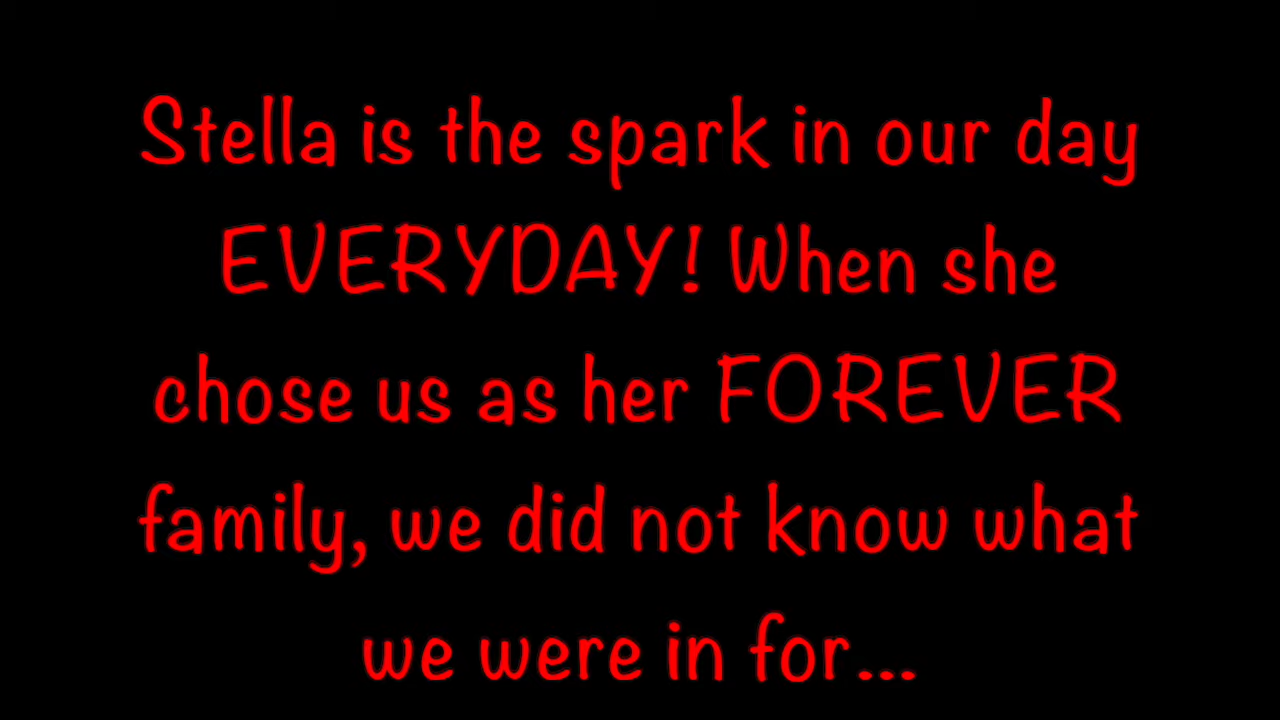 Stella is the spark in our day
EVERYDAY! When she
chose us as her FOREVER
family, we did not know what
we were in for...